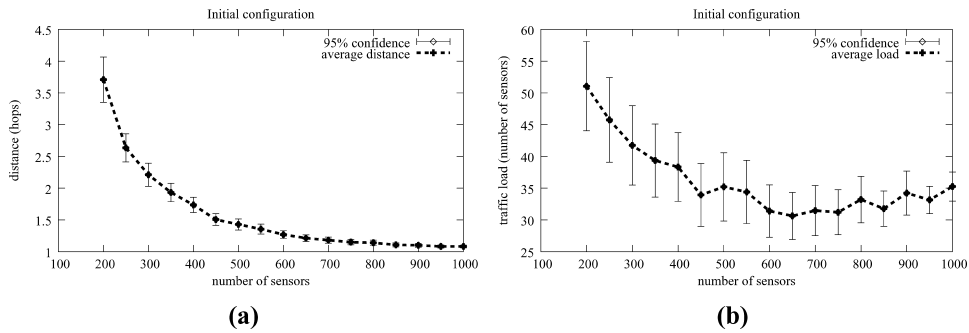 Initial configuration
4.5
4
3.5
3
2.5
2
1.5
1
distance (hops)
95% confidence
average distance
100 200 300 400 500 600 700 800 900 1000
number of sensors
(a)
Initial configuration
60
55
50
45
40
35
30
25
traffic load (number of sensors)
95% confidence
average load
100 200 300 400 500 600 700 800 900 1000
number of sensors
(b)